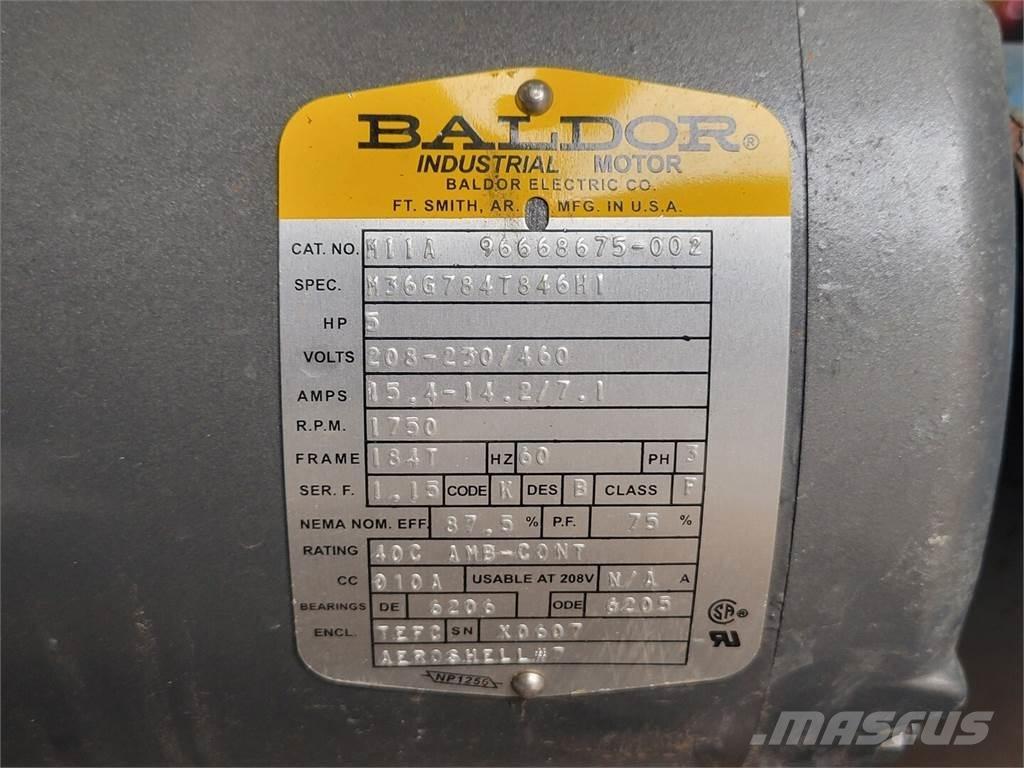 BALDOR®
INDUSTRIAL MOTOR
BALDOR ELECTRIC CO.
FT. SMITH, AR. MFG. IN U.S.A.
CAT. NO. M11A 96668675-002
SPEC. M36G784T846H1
HP 5
VOLTS 208-230/460
AMPS 15.4-14.2/7.1
R.P.M. 1750
FRAME 184T HZ 60 PH 3
SER. F. 1.15 CODE K DES B CLASS F
NEMA NOM. EFF. 87.5 % P.F. 75 %
RATING 40C AMB-CONT
CC 010A USABLE AT 208V N/A A
BEARINGS DE 6206 ODE 6205
ENCL. TEFC SN X0607
AEROSHELL#7
NP1256
SA ®
MASCUS